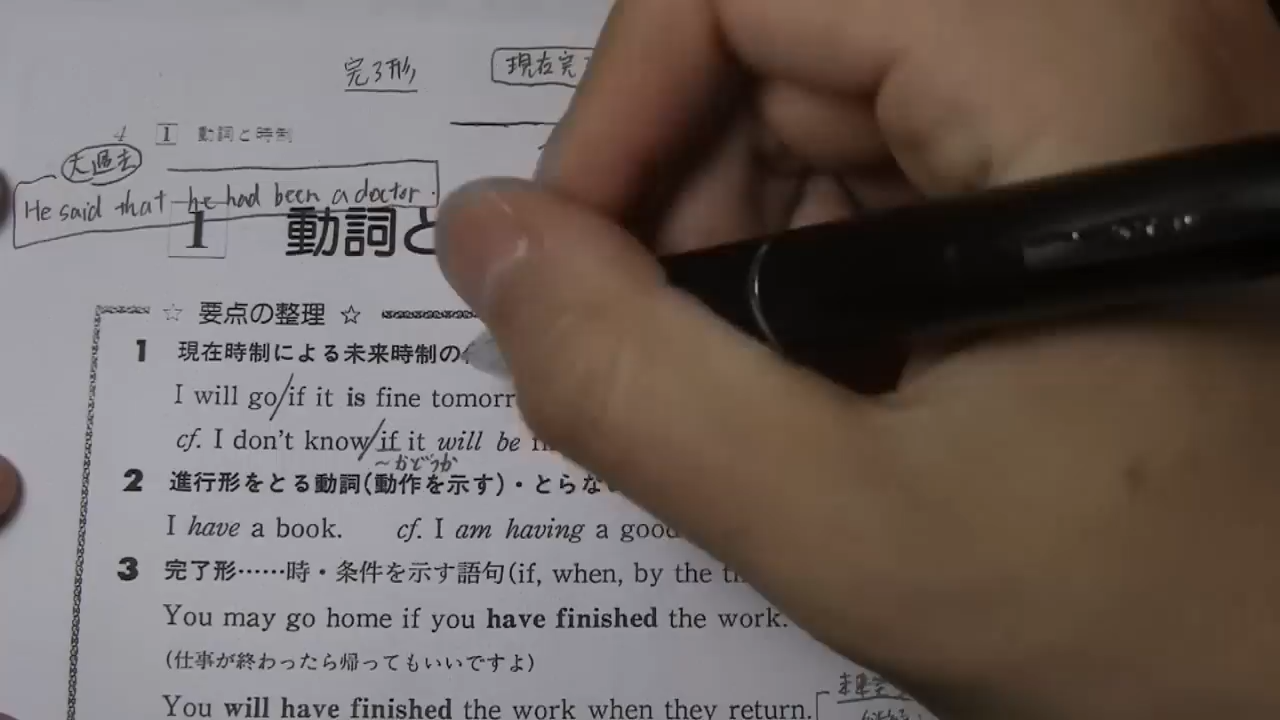 完了形
現在完
4 1 動詞と時制
大過去
He said that he had been a doctor.
1 動詞と
☆ 要点の整理 ☆
1 現在時制による未来時制の
I will go/if it is fine tomorr
cf. I don't know/if it will be
～かどうか
2 進行形をとる動詞(動作を示す)・とらな
I have a book. cf. I am having a good
3 完了形……時・条件を示す語句(if, when, by the
You may go home if you have finished the work.
(仕事が終わったら帰ってもいいですよ)
未来完
You will have finished the work when they return.